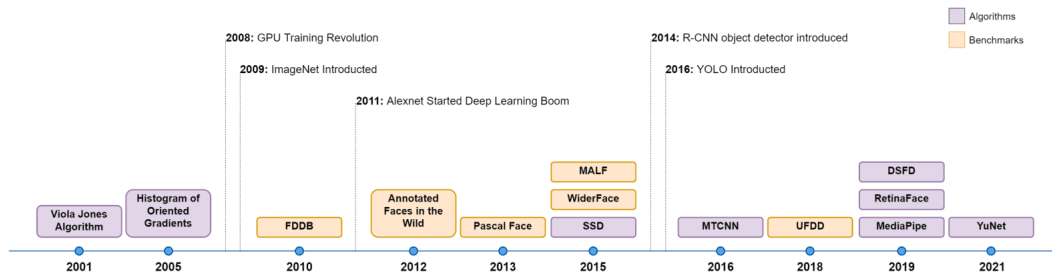 Algorithms
Benchmarks
2008: GPU Training Revolution
2014: R-CNN object detector introduced
2009: ImageNet Introducted
2016: YOLO Introducted
2011: Alexnet Started Deep Learning Boom
Viola Jones
Algorithm
Histogram of
Oriented
Gradients
FDDB
Annotated
Faces in the
Wild
Pascal Face
MALF
WiderFace
SSD
MTCNN
UFDD
DSFD
RetinaFace
MediaPipe
YuNet
2001
2005
2010
2012
2013
2015
2016
2018
2019
2021